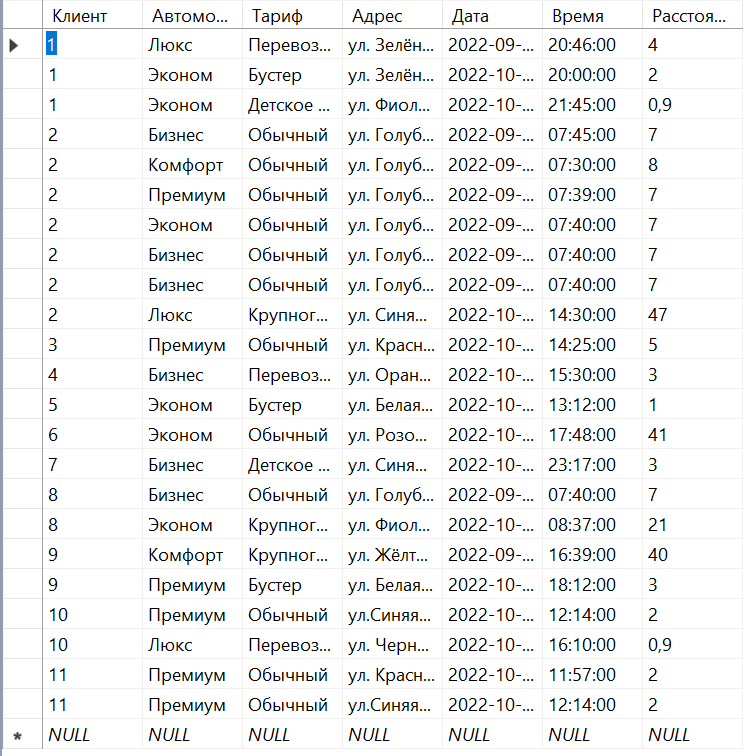 Клиент Автомо... Тариф Адрес Дата Время Расстоя...
1 Люкс Перевоз... ул. Зелён... 2022-09-... 20:46:00 4
1 Эконом Бустер ул. Зелён... 2022-10-... 20:00:00 2
1 Эконом Детское ... ул. Фиол... 2022-10-... 21:45:00 0,9
2 Бизнес Обычный ул. Голуб... 2022-09-... 07:45:00 7
2 Комфорт Обычный ул. Голуб... 2022-09-... 07:30:00 8
2 Премиум Обычный ул. Голуб... 2022-09-... 07:39:00 7
2 Эконом Обычный ул. Голуб... 2022-09-... 07:40:00 7
2 Бизнес Обычный ул. Голуб... 2022-09-... 07:40:00 7
2 Бизнес Обычный ул. Голуб... 2022-09-... 07:40:00 7
2 Люкс Крупног... ул. Синя... 2022-10-... 14:30:00 47
3 Премиум Обычный ул. Красн... 2022-10-... 14:25:00 5
4 Бизнес Перевоз... ул. Оран... 2022-10-... 15:30:00 3
5 Эконом Бустер ул. Белая... 2022-10-... 13:12:00 1
6 Эконом Обычный ул. Розо... 2022-10-... 17:48:00 41
7 Бизнес Детское ... ул. Синя... 2022-10-... 23:17:00 3
8 Бизнес Обычный ул. Голуб... 2022-09-... 07:40:00 7
8 Эконом Крупног... ул. Фиол... 2022-10-... 08:37:00 21
9 Комфорт Крупног... ул. Жёлт... 2022-09-... 16:39:00 40
9 Премиум Бустер ул. Белая... 2022-10-... 18:12:00 3
10 Премиум Обычный ул.Синяя... 2022-10-... 12:14:00 2
10 Люкс Перевоз... ул. Черн... 2022-10-... 16:10:00 0,9
11 Премиум Обычный ул. Красн... 2022-10-... 11:57:00 2
11 Премиум Обычный ул.Синяя... 2022-10-... 12:14:00 2
NULL NULL NULL NULL NULL NULL NULL